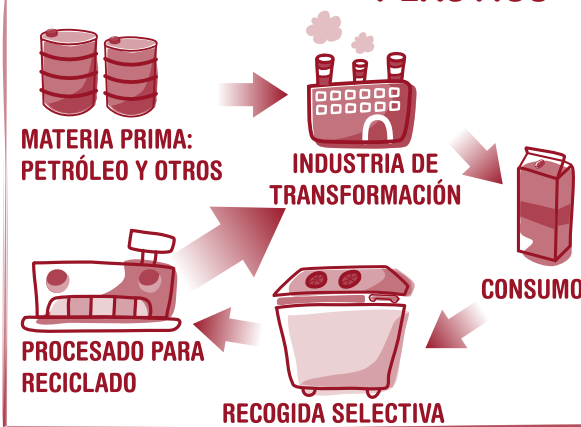 MATERIA PRIMA:
PETRÓLEO Y OTROS
INDUSTRIA DE
TRANSFORMACIÓN
CONSUMO
PROCESADO PARA
RECICLADO
RECOGIDA SELECTIVA